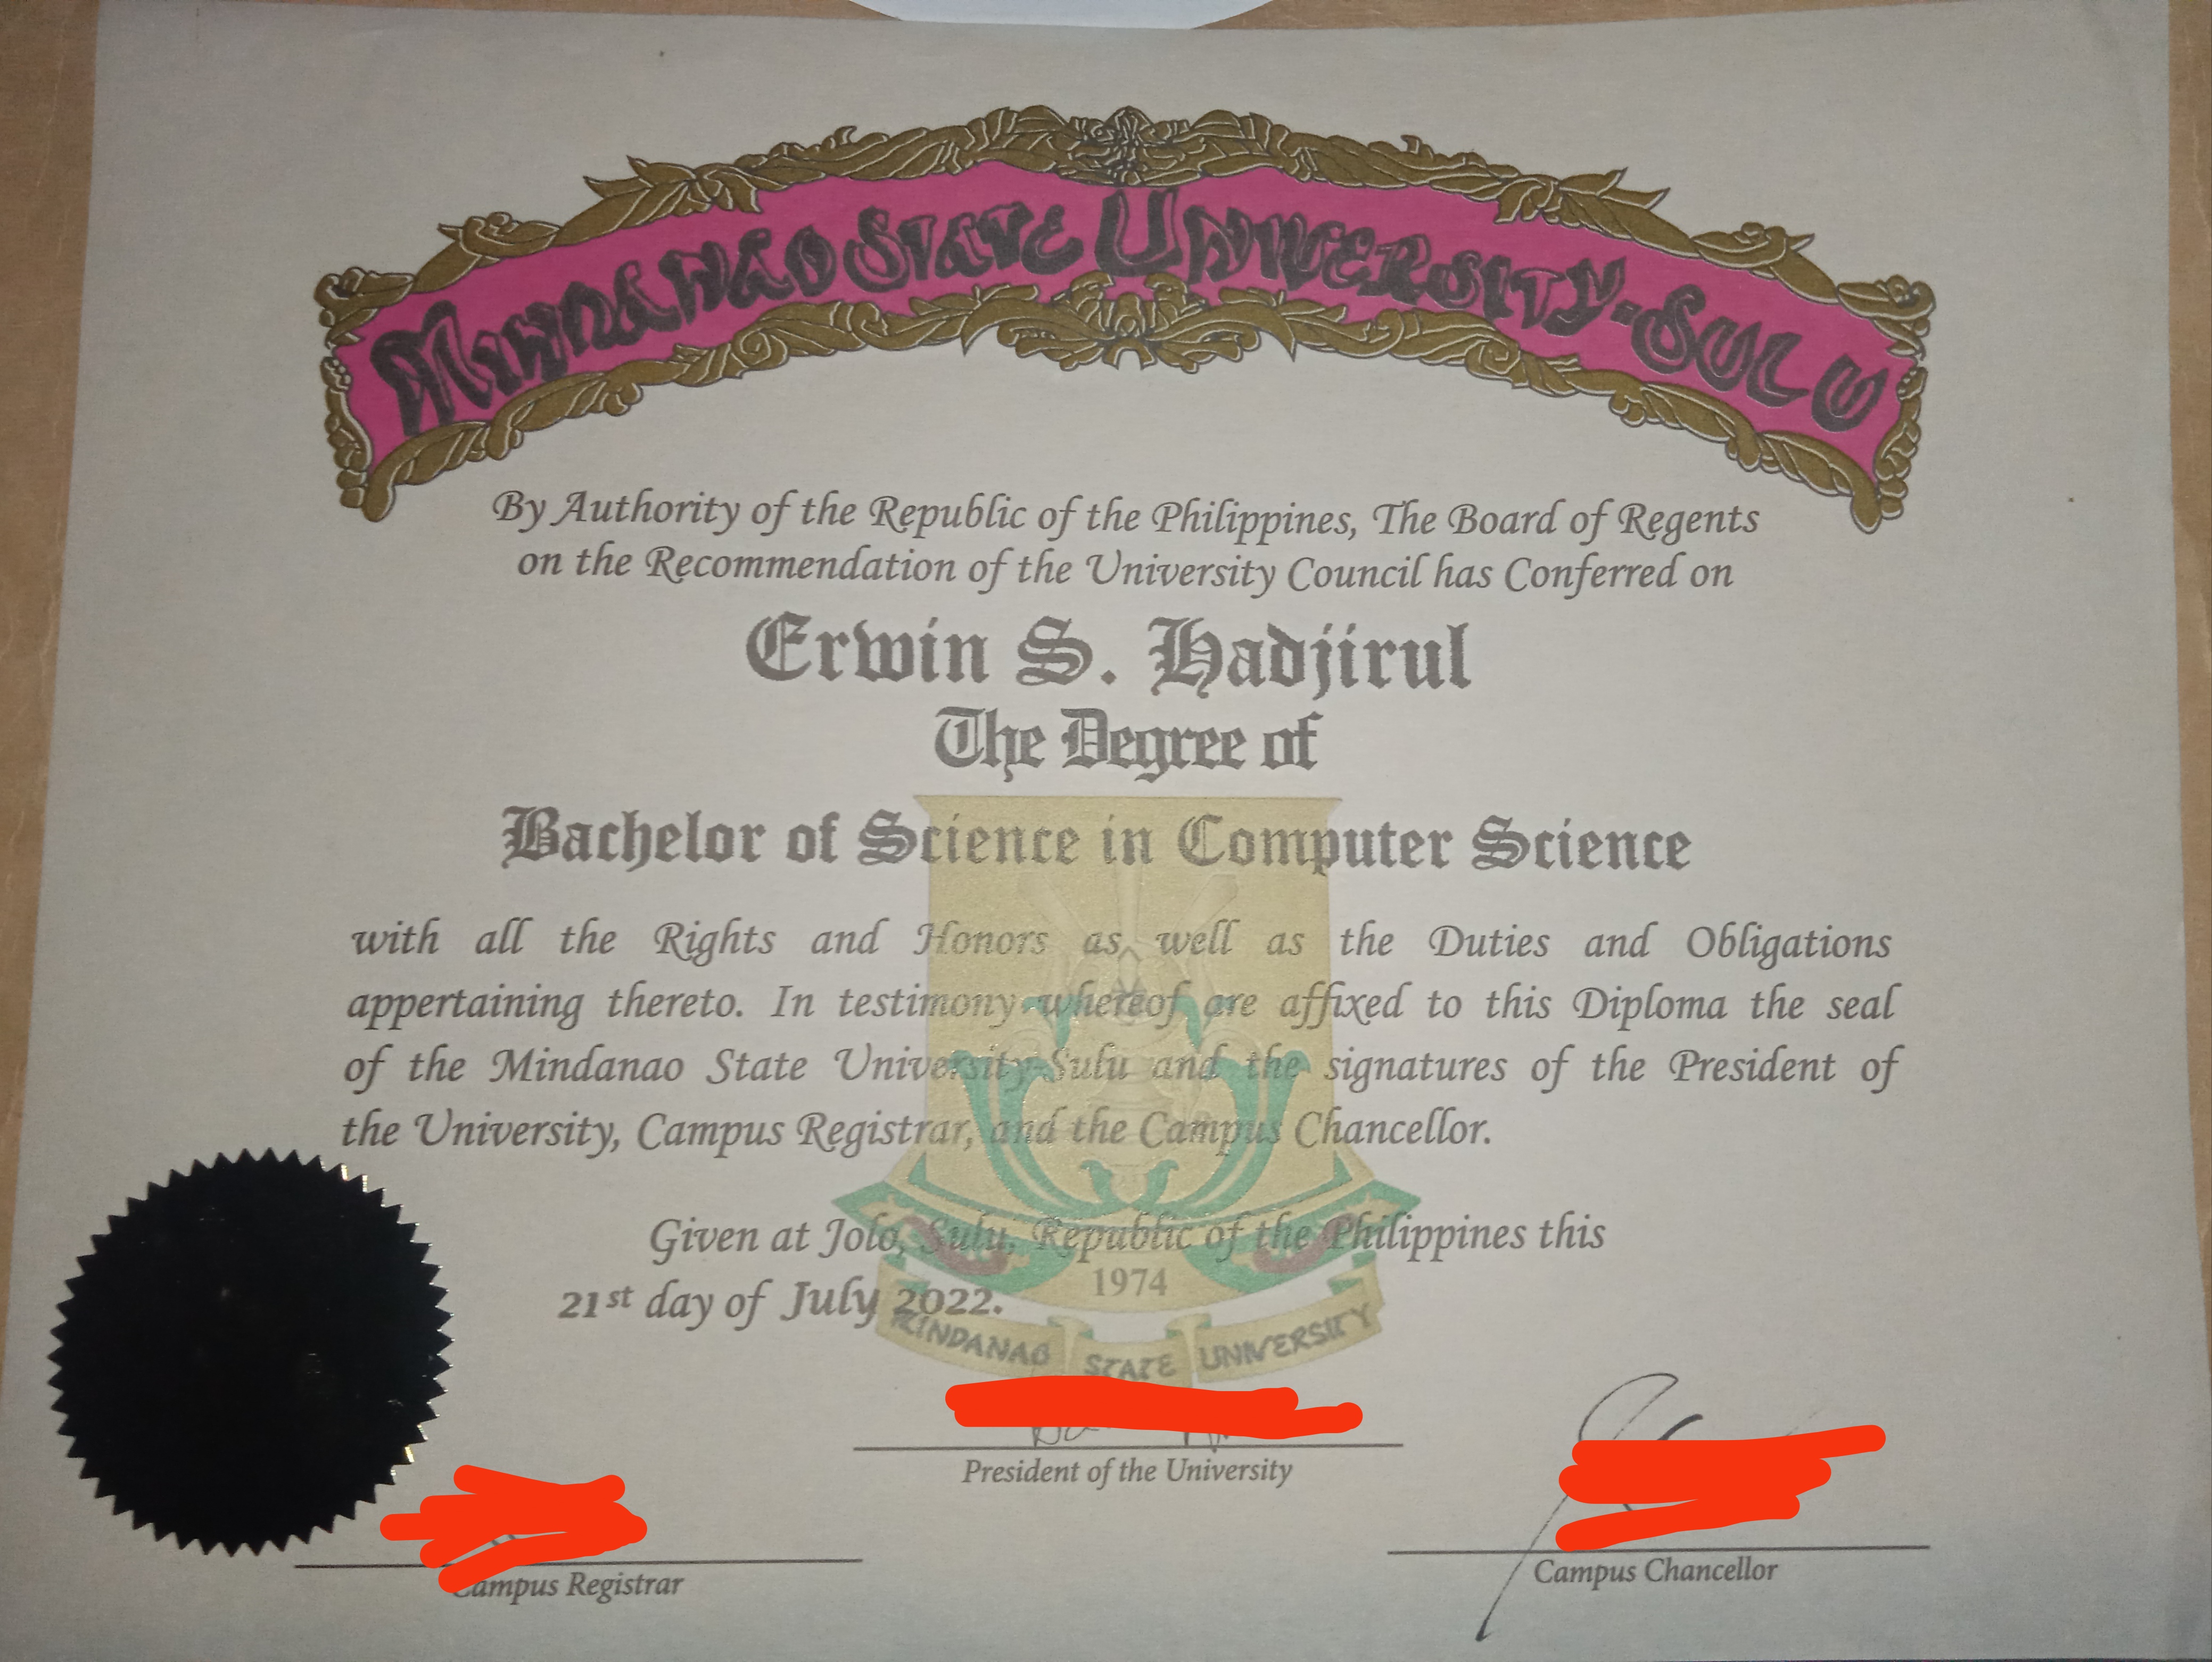 Mindanao State University-Sulu
By Authority of the Republic of the Philippines, The Board of Regents
on the Recommendation of the University Council has Conferred on
Erwin S. Hadjirul
The Degree of
Bachelor of Science in Computer Science
with all the Rights and Honors as well as the Duties and Obligations
appertaining thereto. In testimony whereof are affixed to this Diploma the seal
of the Mindanao State University-Sulu and the signatures of the President of
the University, Campus Registrar, and the Campus Chancellor.
Given at Jolo, Sulu, Republic of the Philippines this
21st day of July 2022.
1974
MINDANAO STATE UNIVERSITY
President of the University
Campus Registrar
Campus Chancellor